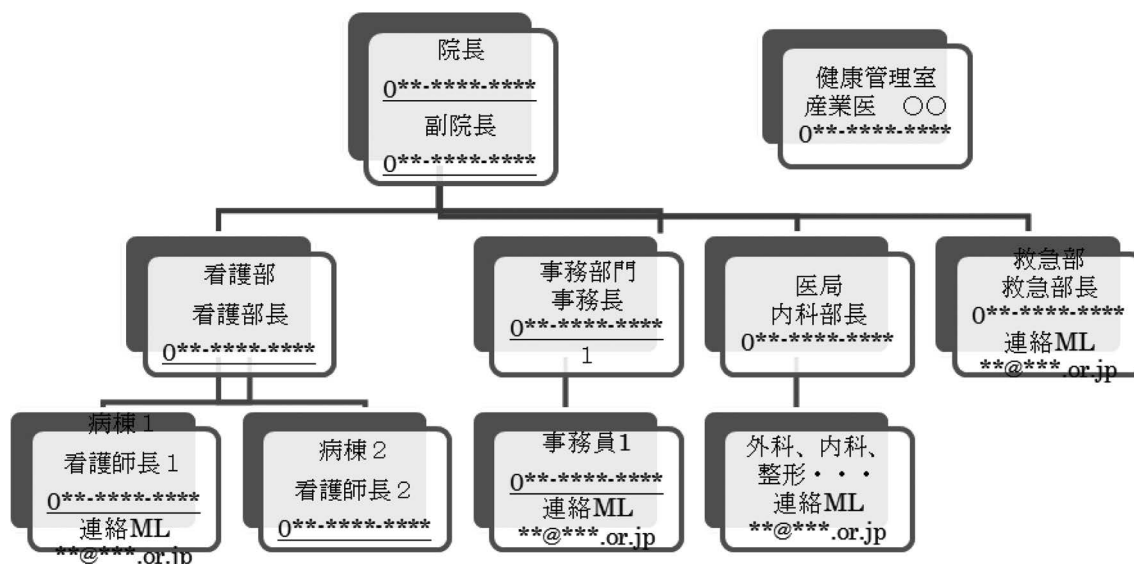 院長
0**-****-****
副院長
0**-****-****
健康管理室
産業医　○○
0**-****-****
看護部
看護部長
0**-****-****
事務部門
事務長
0**-****-****
1
医局
内科部長
0**-****-****
救急部
救急部長
0**-****-****
連絡ML
**@***.or.jp
病棟１
看護師長１
0**-****-****
連絡ML
**@***.or.jp
病棟２
看護師長２
0**-****-****
事務員1
0**-****-****
連絡ML
**@***.or.jp
外科、内科、
整形・・・
連絡ML
**@***.or.jp